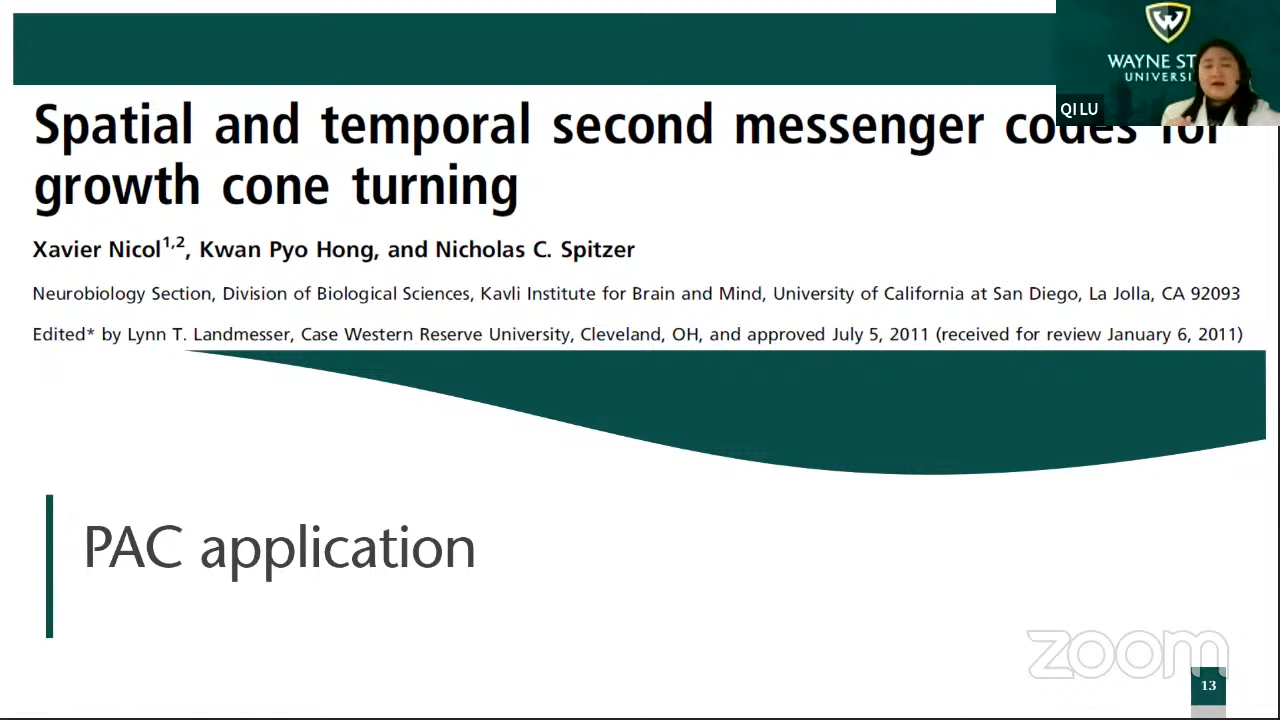 WAYNE ST
UNIVERSI
QI LU
Spatial and temporal second messenger codes for
growth cone turning
Xavier Nicol1,2, Kwan Pyo Hong, and Nicholas C. Spitzer
Neurobiology Section, Division of Biological Sciences, Kavli Institute for Brain and Mind, University of California at San Diego, La Jolla, CA 92093
Edited* by Lynn T. Landmesser, Case Western Reserve University, Cleveland, OH, and approved July 5, 2011 (received for review January 6, 2011)
PAC application
zoom
13